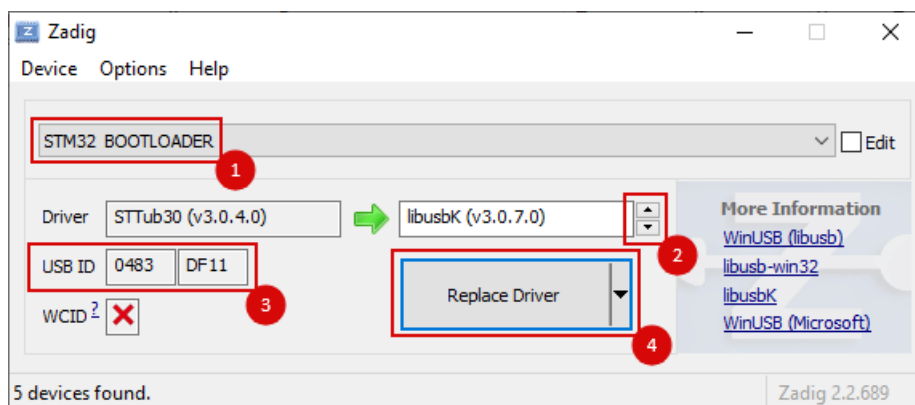 Zadig
Device Options Help
STM32 BOOTLOADER
Edit
1
Driver STTub30 (v3.0.4.0) libusbK (v3.0.7.0)
2
USB ID 0483 DF11
3
WCID ?
Replace Driver
4
More Information
WinUSB (libusb)
libusb-win32
libusbK
WinUSB (Microsoft)
5 devices found.
Zadig 2.2.689